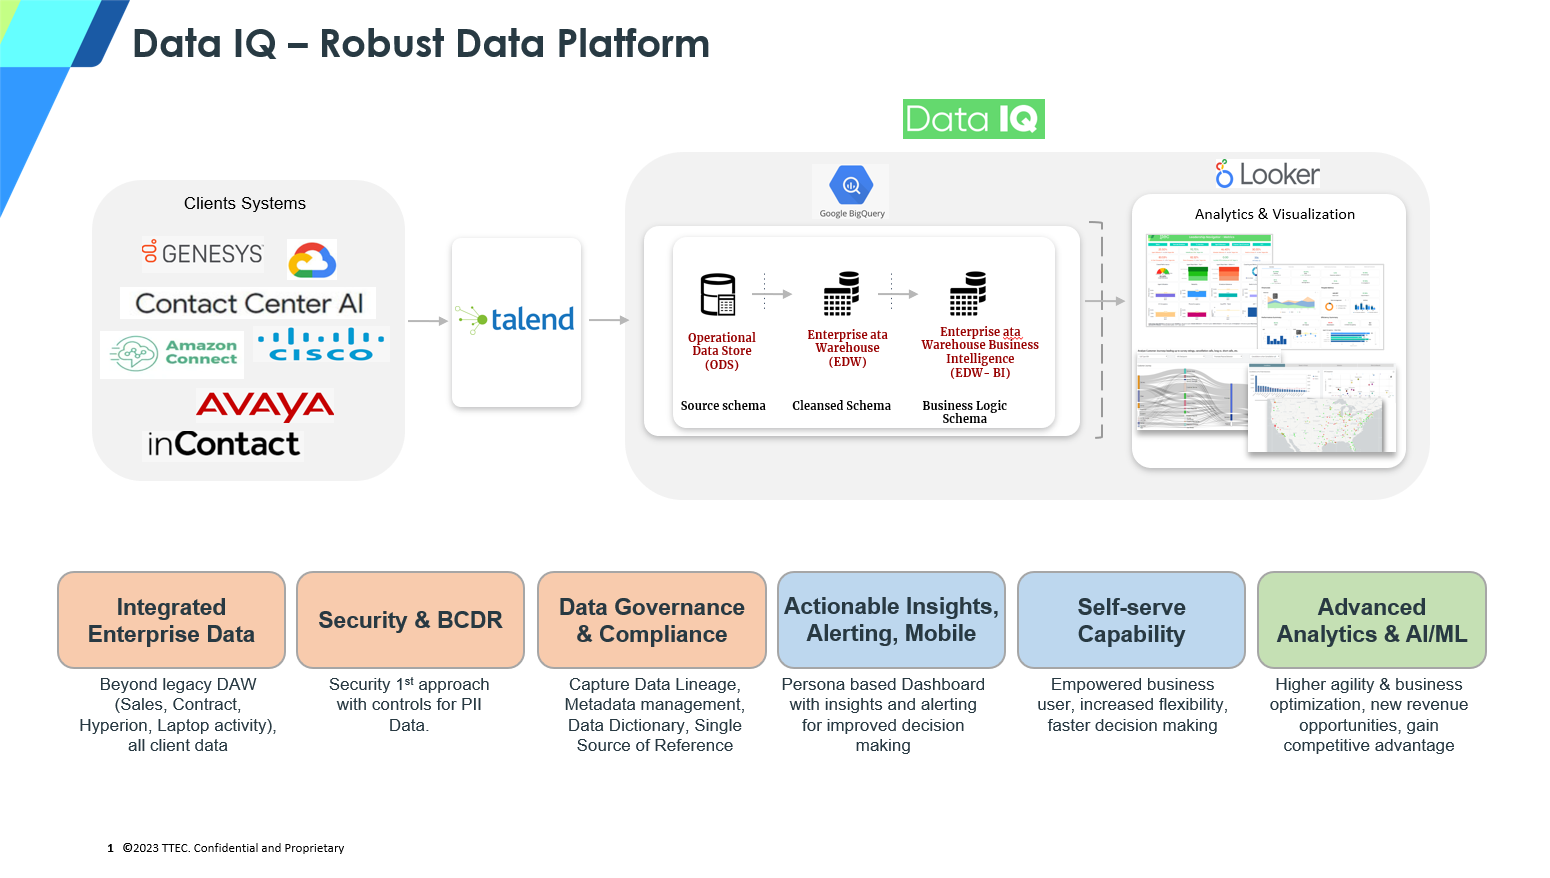 Data IQ – Robust Data Platform
Data IQ
Clients Systems
GENESYS
Contact Center AI
Amazon
Connect
CISCO
AVAYA
inContact
talend
Google BigQuery
Operational
Data Store
(ODS)
Source schema
Enterprise ata
Warehouse
(EDW)
Cleansed Schema
Enterprise ata
Warehouse Business
Intelligence
(EDW- BI)
Business Logic
Schema
Looker
Analytics & Visualization
Integrated
Enterprise Data
Beyond legacy DAW
(Sales, Contract,
Hyperion, Laptop activity),
all client data
Security & BCDR
Security 1st approach
with controls for PII
Data.
Data Governance
& Compliance
Capture Data Lineage,
Metadata management,
Data Dictionary, Single
Source of Reference
Actionable Insights,
Alerting, Mobile
Persona based Dashboard
with insights and alerting
for improved decision
making
Self-serve
Capability
Empowered business
user, increased flexibility,
faster decision making
Advanced
Analytics & AI/ML
Higher agility & business
optimization, new revenue
opportunities, gain
competitive advantage
1 ©2023 TTEC. Confidential and Proprietary